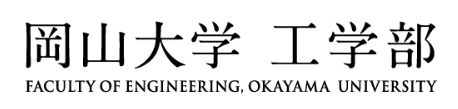 岡山大学 工学部
FACULTY OF ENGINEERING, OKAYAMA UNIVERSITY